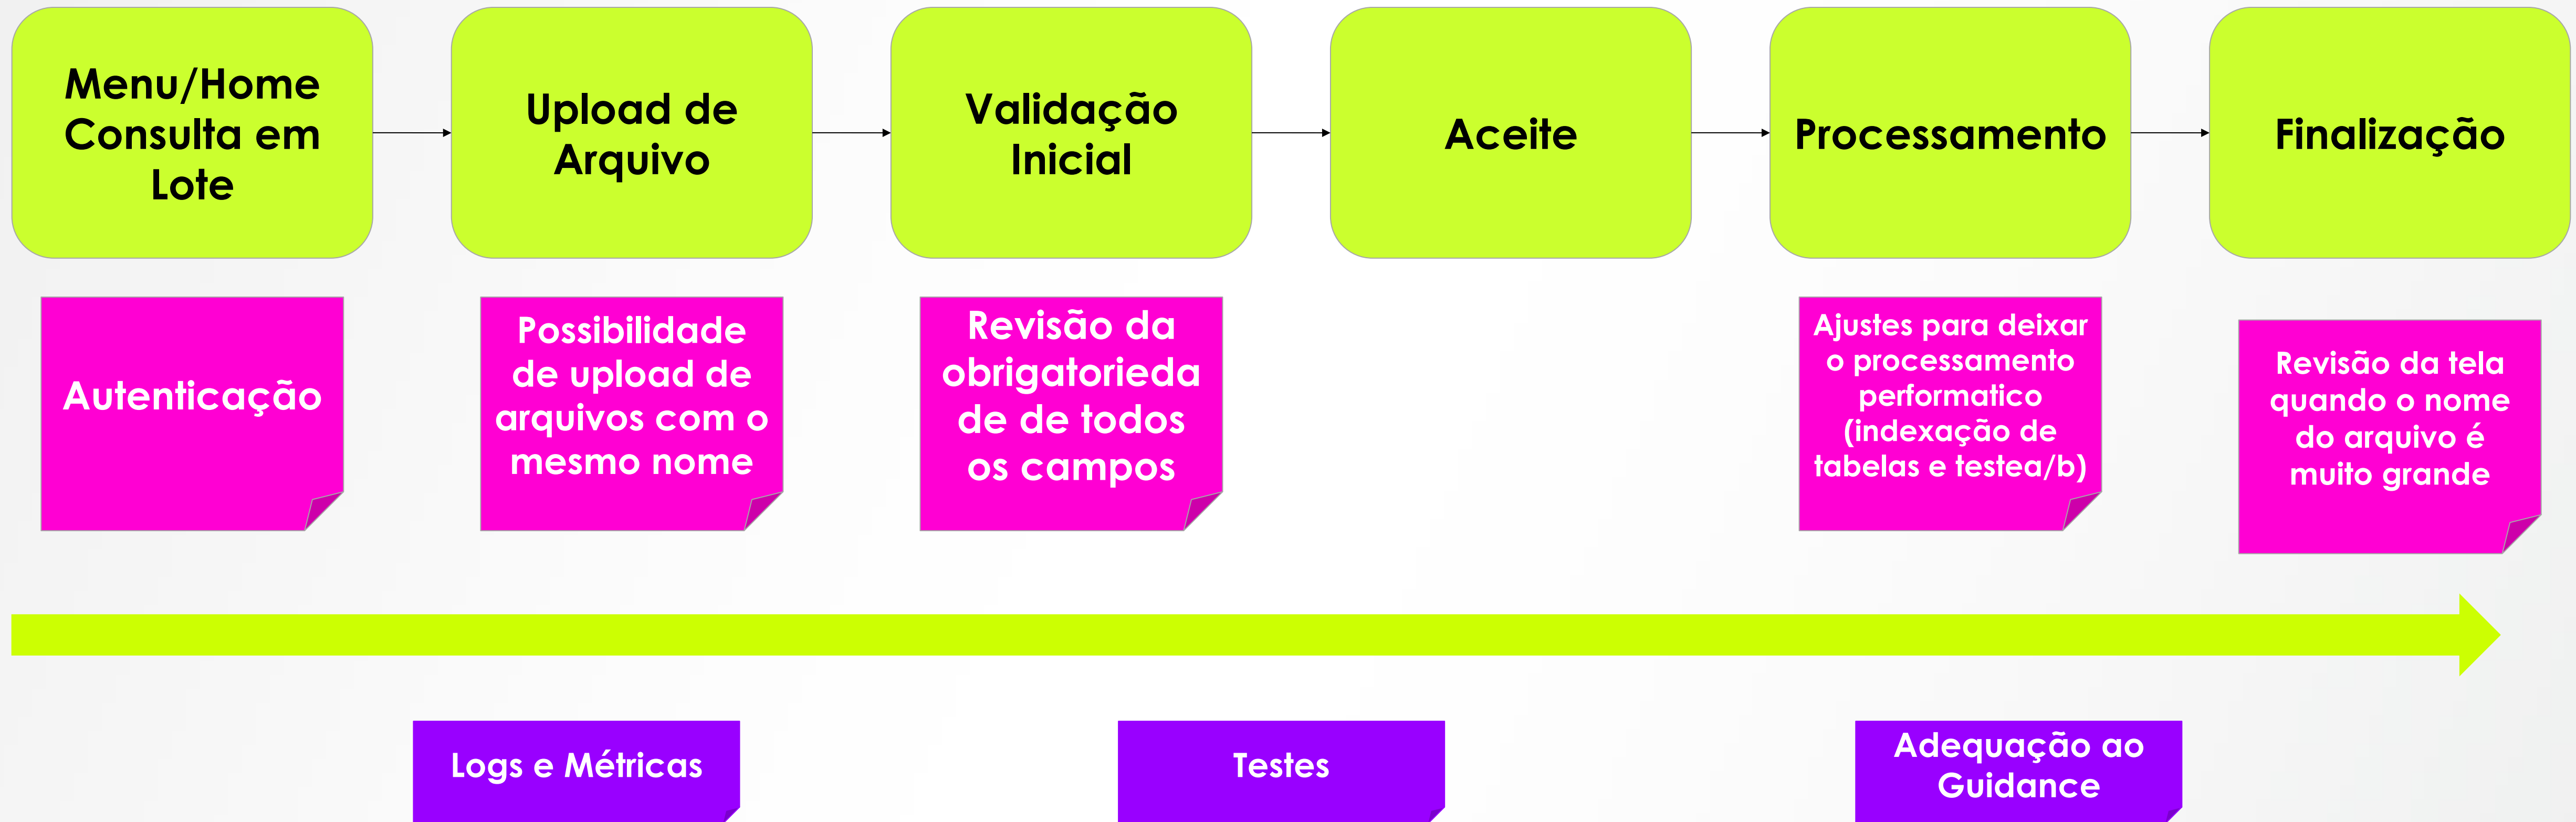 Menu/Home
Consulta em
Lote
Upload de
Arquivo
Validação
Inicial
Aceite
Processamento
Finalização
Autenticação
Possibilidade
de upload de
arquivos com o
mesmo nome
Revisão da
obrigatorieda
de de todos
os campos
Ajustes para deixar
o processamento
performatico
(indexação de
tabelas e testea/b)
Revisão da tela
quando o nome
do arquivo é
muito grande
Logs e Métricas
Testes
Adequação ao
Guidance